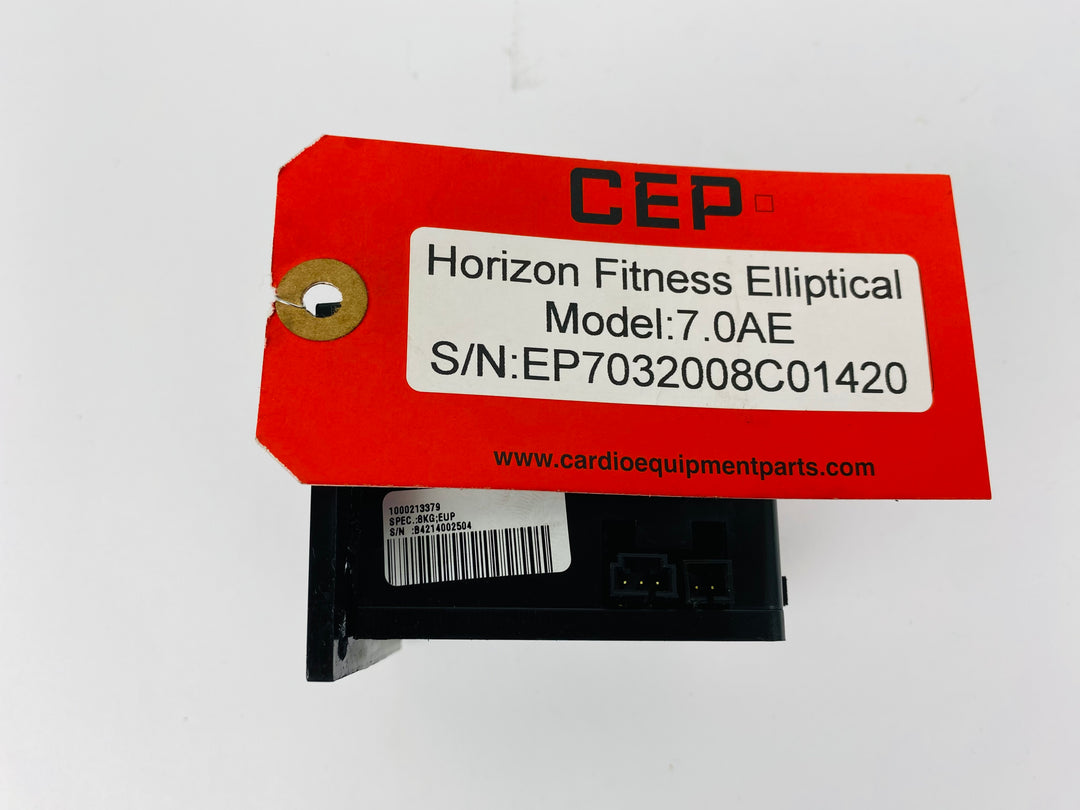 CEP
Horizon Fitness Elliptical
Model:7.0AE
S/N:EP7032008C01420
www.cardioequipmentparts.com
1000213379
SPEC.:BKG;EUP
S/N :B4214002504